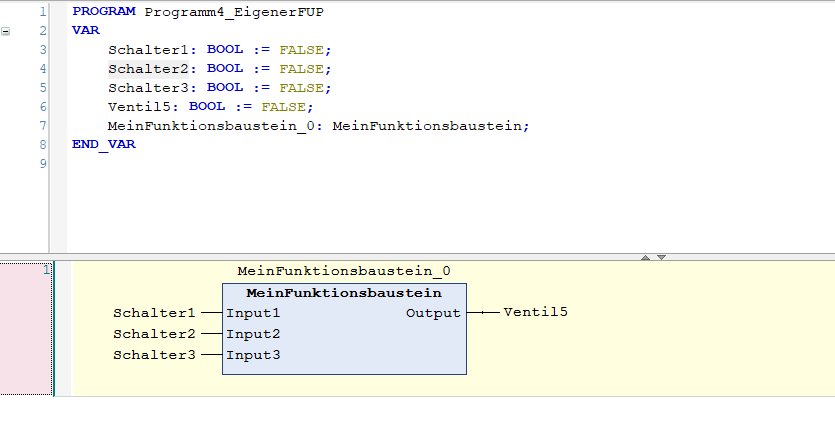 1 PROGRAM Programm4_EigenerFUP
2 VAR
3 Schalter1: BOOL := FALSE;
4 Schalter2: BOOL := FALSE;
5 Schalter3: BOOL := FALSE;
6 Ventil5: BOOL := FALSE;
7 MeinFunktionsbaustein_0: MeinFunktionsbaustein;
8 END_VAR
9
1
MeinFunktionsbaustein_0
MeinFunktionsbaustein
Schalter1 Input1 Output Ventil5
Schalter2 Input2
Schalter3 Input3